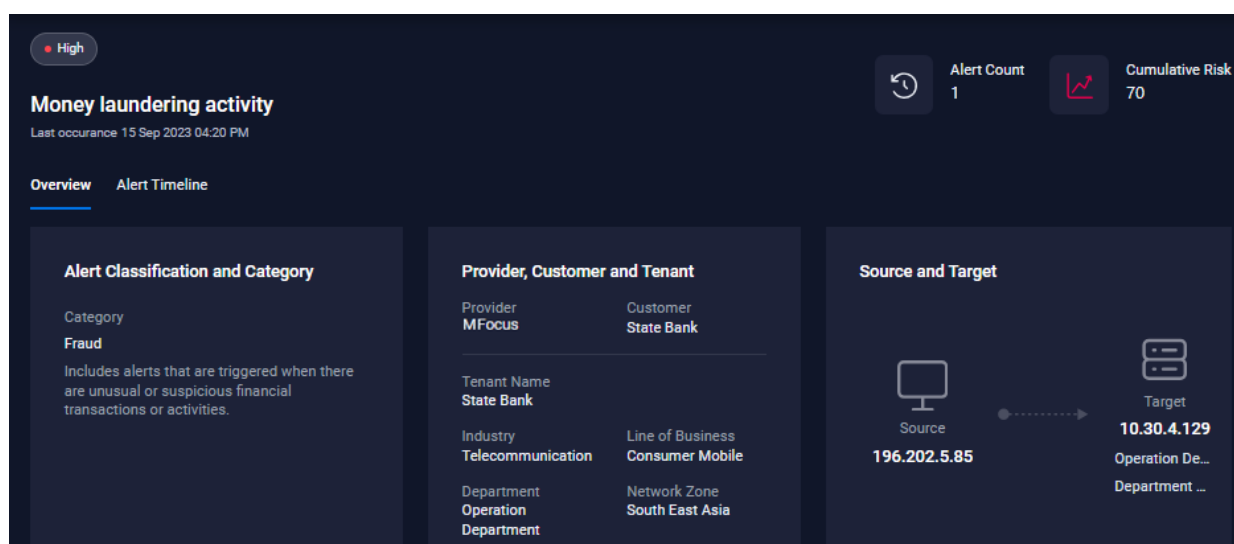 High
Alert Count
1
Cumulative Risk
70
Money laundering activity
Last occurance 15 Sep 2023 04:20 PM
Overview
Alert Timeline
Alert Classification and Category
Category
Fraud
Includes alerts that are triggered when there
are unusual or suspicious financial
transactions or activities.
Provider, Customer and Tenant
Provider
MFocus
Customer
State Bank
Tenant Name
State Bank
Industry
Telecommunication
Line of Business
Consumer Mobile
Department
Operation
Department
Network Zone
South East Asia
Source and Target
Source
196.202.5.85
Target
10.30.4.129
Operation De...
Department ...